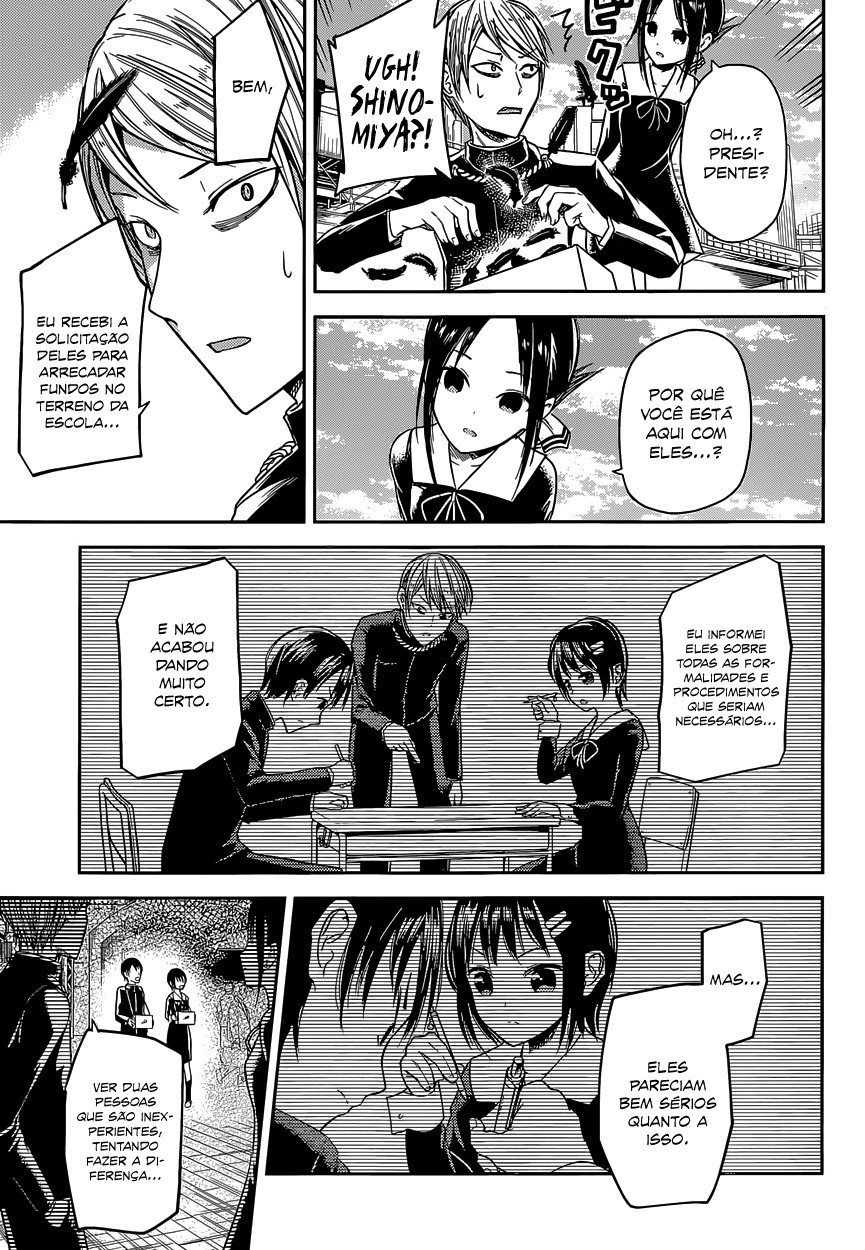 OH...?
PRESI-
DENTE?
ビクッ
UGH!
SHINO-
MIYA?!
POR QUÊ
VOCÊ ESTÁ
AQUI COM
ELES...?
BEM,
EU RECEBI A
SOLICITAÇÃO
DELES PARA
ARRECADAR
FUNDOS NO
TERRENO DA
ESCOLA...
EU INFORMEI
ELES SOBRE
TODAS AS FOR-
MALIDADES E
PROCEDIMENTOS
QUE SERIAM
NECESSÁRIOS...
E NÃO
ACABOU
DANDO
MUITO
CERTO.
MAS...
ELES
PARECIAM
BEM SÉRIOS
QUANTO A
ISSO.
VER DUAS
PESSOAS
QUE SÃO INEX-
PERIENTES,
TENTANDO
FAZER A DI-
FERENÇA...